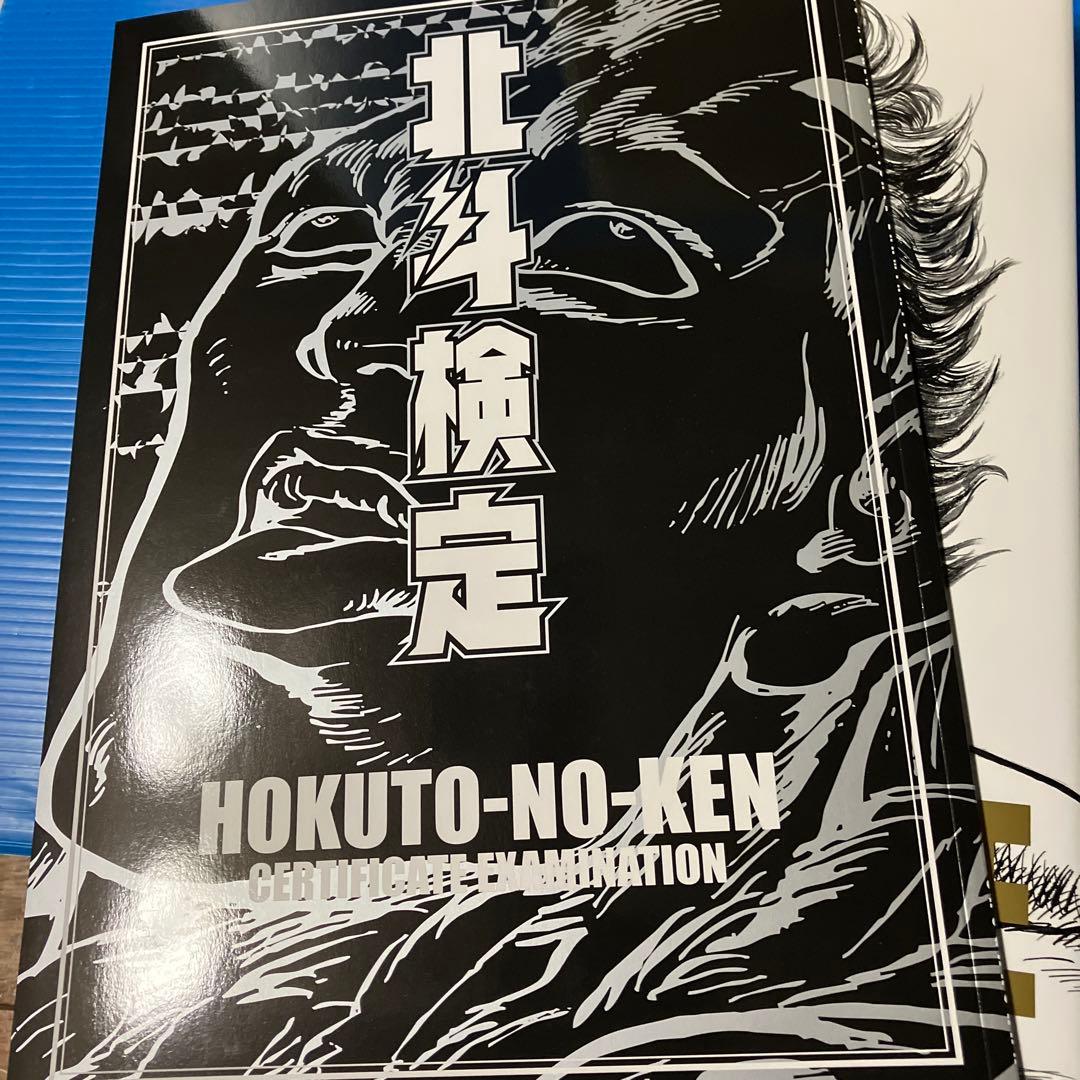 北斗検定
HOKUTO-NO-KEN
CERTIFICATE EXAMINATION